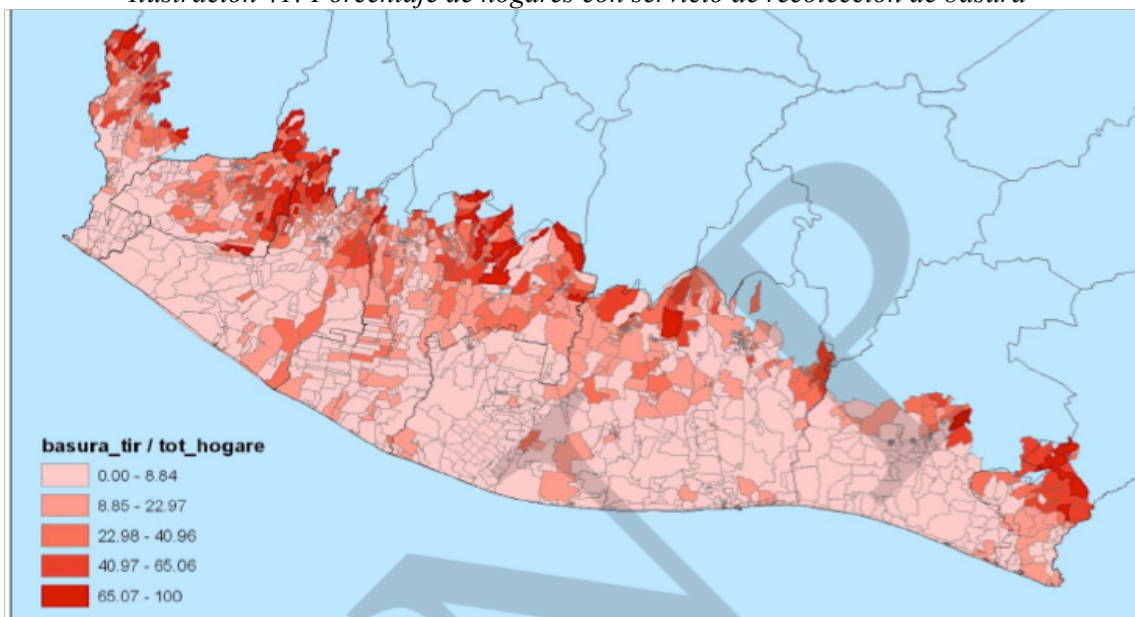 Ilustración 41. Porcentaje de hogares con servicio de recolección de basura
basura_tir / tot_hogare
0.00 - 8.84
8.85 - 22.97
22.98 - 40.96
40.97 - 65.06
65.07 - 100